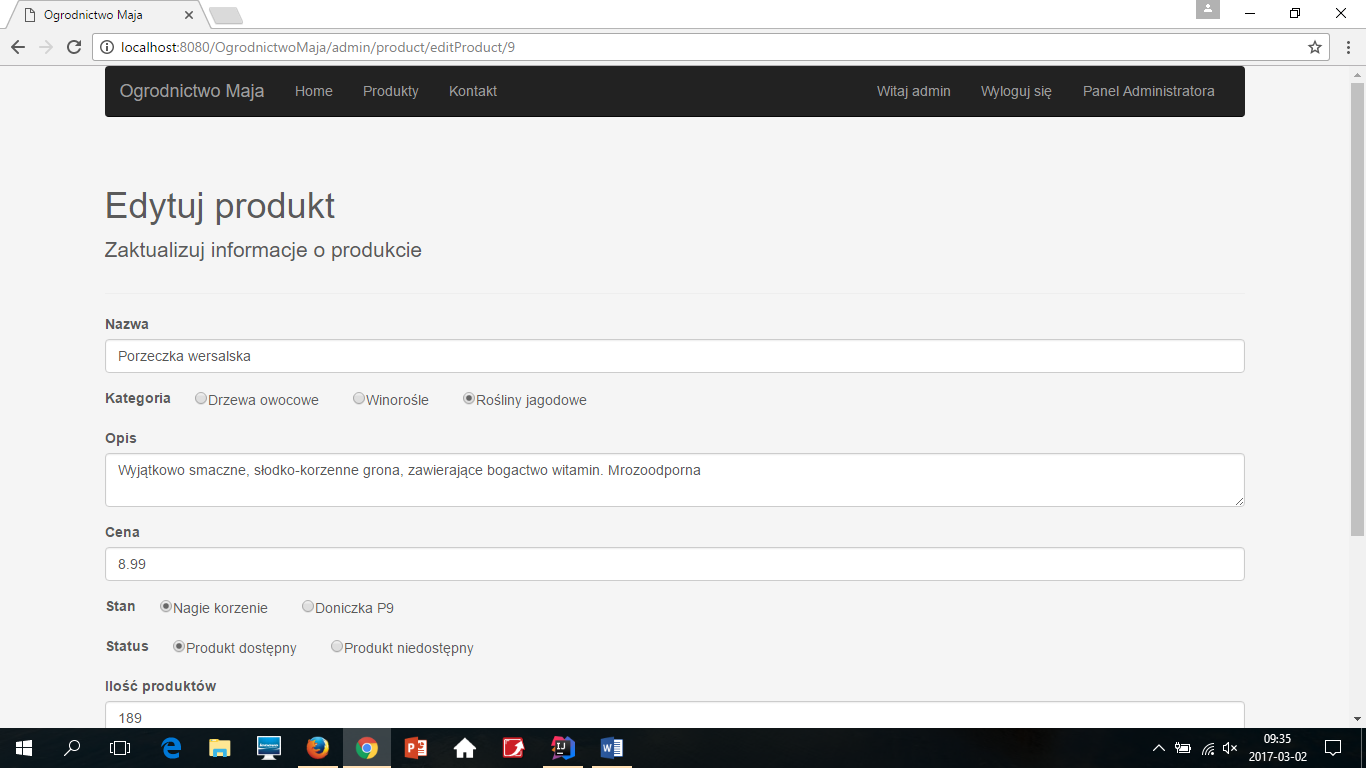 Ogrodnictwo Maja
localhost:8080/OgrodnictwoMaja/admin/product/editProduct/9
Ogrodnictwo Maja Home Produkty Kontakt Witaj admin Wyloguj się Panel Administratora
Edytuj produkt
Zaktualizuj informacje o produkcie
Nazwa
Porzeczka wersalska
Kategoria Drzewa owocowe Winorośle Rośliny jagodowe
Opis
Wyjątkowo smaczne, słodko-korzenne grona, zawierające bogactwo witamin. Mrozoodporna
Cena
8.99
Stan Nagie korzenie Doniczka P9
Status Produkt dostępny Produkt niedostępny
Ilość produktów
189
09:35
2017-03-02